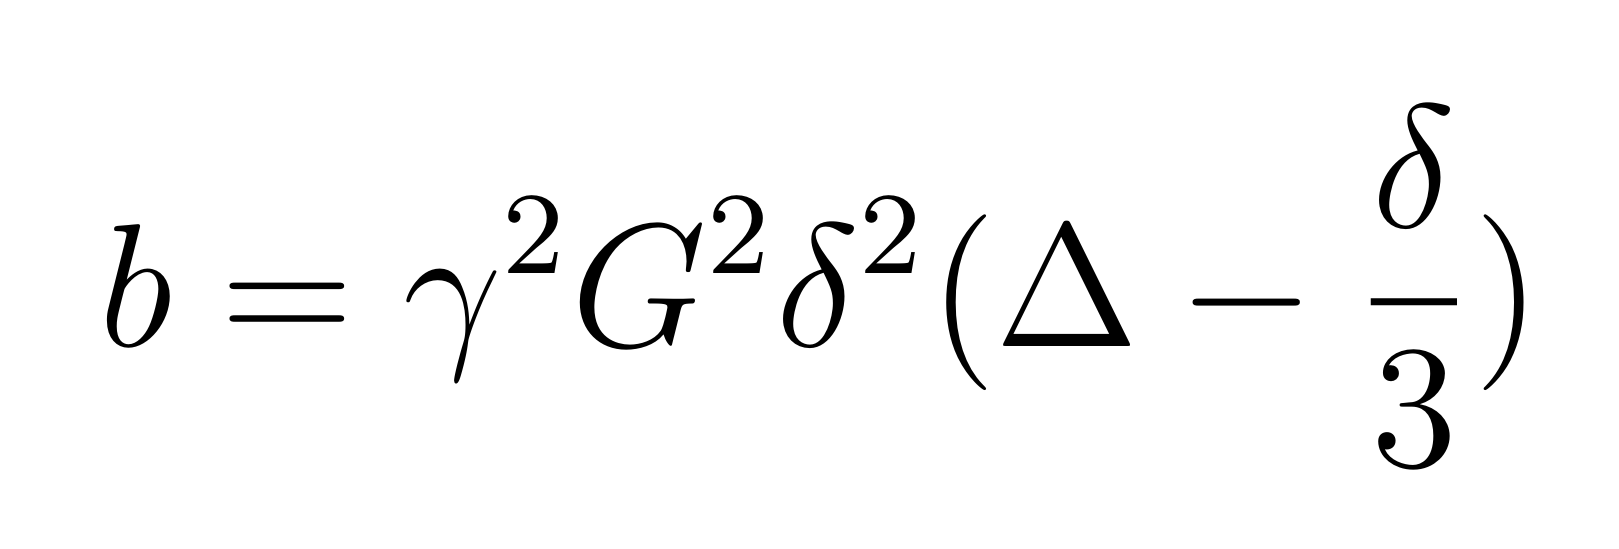 b = γ²G²δ²(Δ − δ/3)